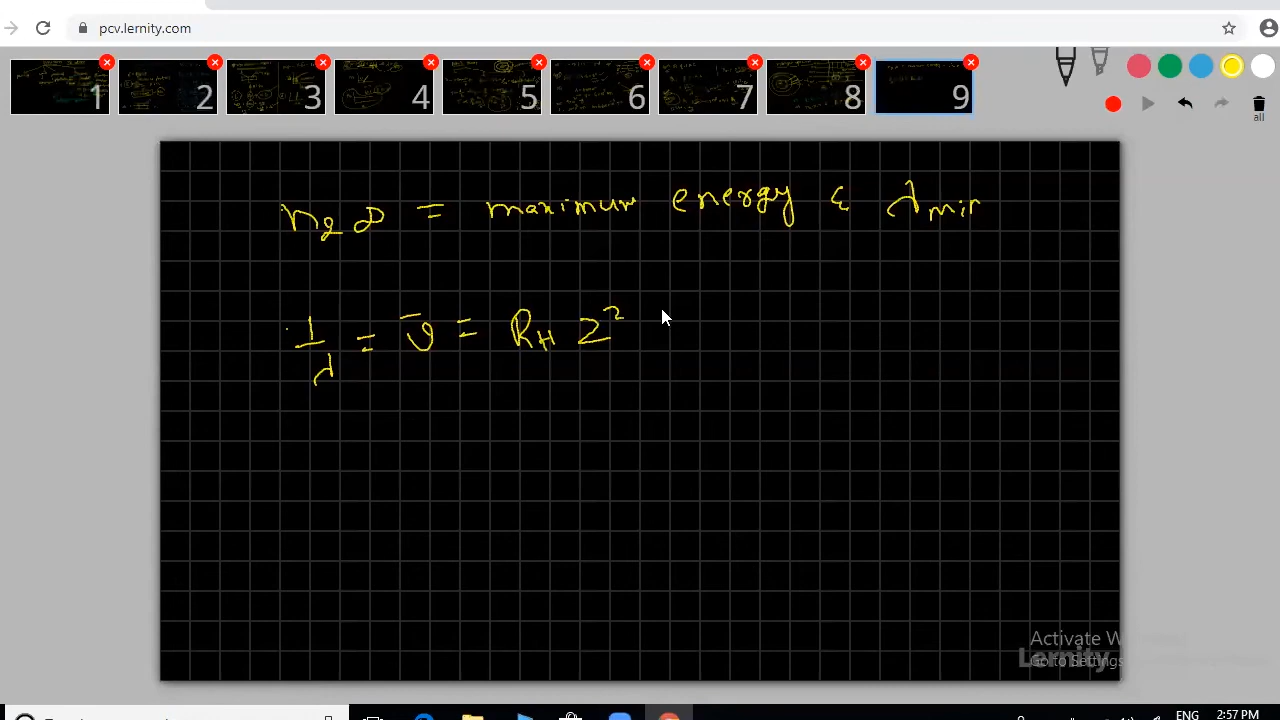 pcv.lernity.com
1 2 3 4 5 6 7 8 9
all
n2 ∞ = maximum energy & λmin
1/λ = ν̄ = RH Z²
Activate W
Lernity
Go to Settings
ENG 2:57 PM